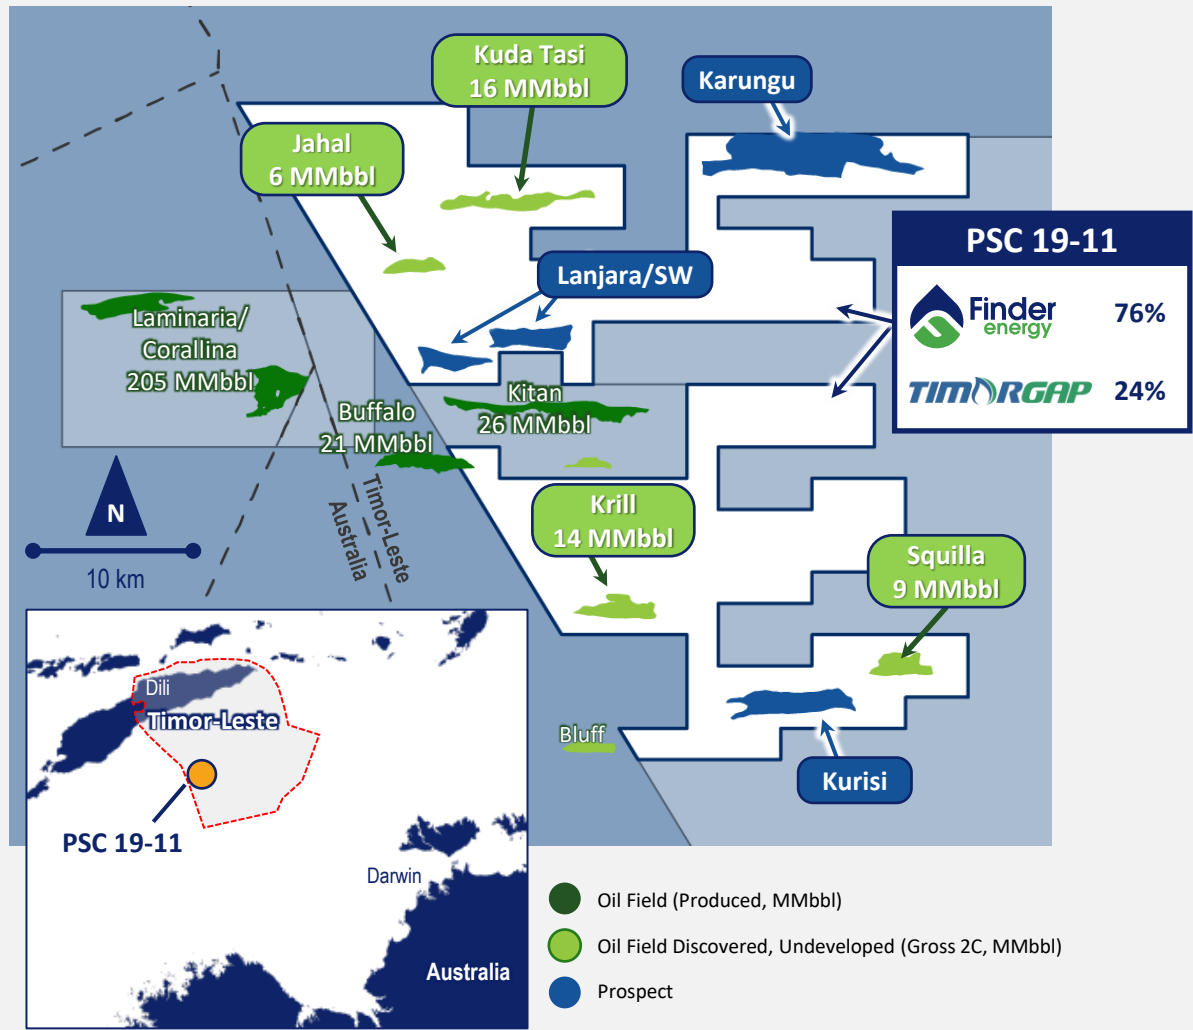 Kuda Tasi
16 MMbbl
Karungu
Jahal
6 MMbbl
PSC 19-11
Finder
energy
76%
TIMORGAP
24%
Lanjara/SW
Laminaria/
Corallina
205 MMbbl
Kitan
26 MMbbl
Buffalo
21 MMbbl
Timor-Leste
Australia
N
10 km
Krill
14 MMbbl
Squilla
9 MMbbl
Bluff
Kurisi
Dili
Timor-Leste
PSC 19-11
Darwin
Australia
Oil Field (Produced, MMbbl)
Oil Field Discovered, Undeveloped (Gross 2C, MMbbl)
Prospect